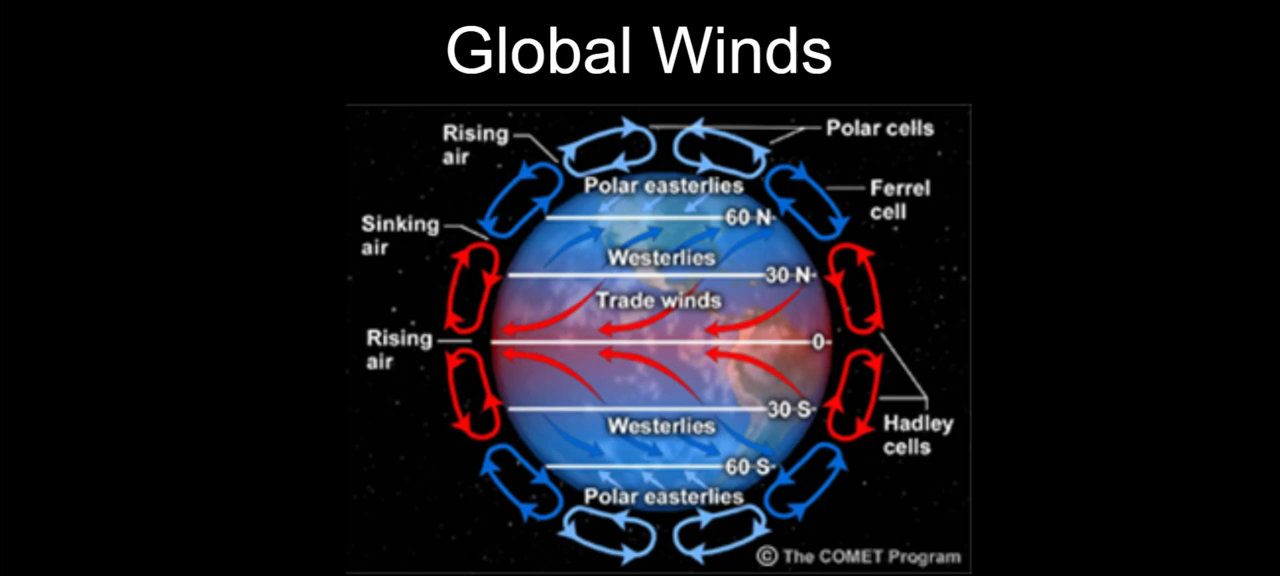 Global Winds
Rising
air
Polar cells
Polar easterlies
Ferrel
cell
60 N
Sinking
air
Westerlies
30 N
Trade winds
Rising
air
0
30 S
Westerlies
Hadley
cells
60 S
Polar easterlies
© The COMET Program